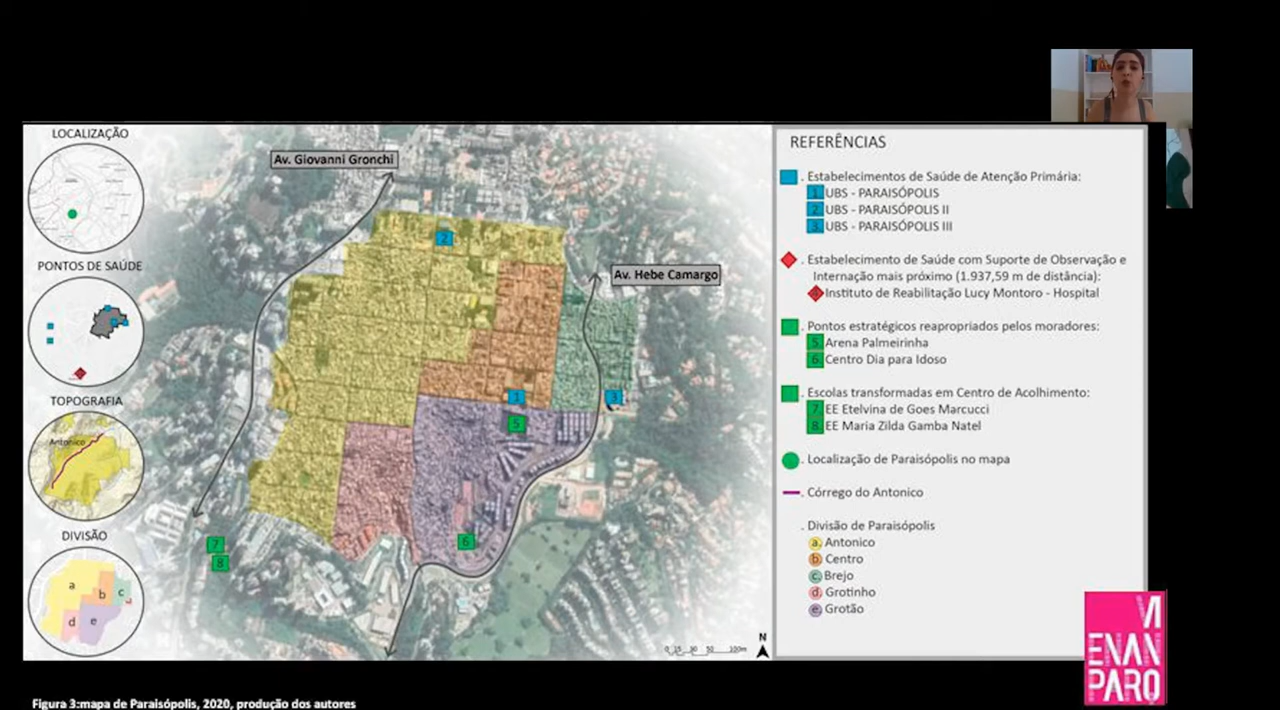 LOCALIZAÇÃO
PONTOS DE SAÚDE
TOPOGRAFIA
Antonico
DIVISÃO
a
b
c
d
e
Av. Giovanni Gronchi
Av. Hebe Camargo
2
1
3
5
6
7
8
0 15 30 50 100m
N
REFERÊNCIAS
. Estabelecimentos de Saúde de Atenção Primária:
1 UBS - PARAISÓPOLIS
2 UBS - PARAISÓPOLIS II
3 UBS - PARAISÓPOLIS III
. Estabelecimento de Saúde com Suporte de Observação e
Internação mais próximo (1.937,59 m de distância):
Instituto de Reabilitação Lucy Montoro - Hospital
. Pontos estratégicos reapropriados pelos moradores:
5 Arena Palmeirinha
6 Centro Dia para Idoso
. Escolas transformadas em Centro de Acolhimento:
7 EE Etelvina de Goes Marcucci
8 EE Maria Zilda Gamba Natel
. Localização de Paraisópolis no mapa
. Córrego do Antonico
. Divisão de Paraisópolis
a. Antonico
b. Centro
c. Brejo
d. Grotinho
e. Grotão
VI
ENAN
PARQ
Figura 3:mapa de Paraisópolis, 2020, produção dos autores